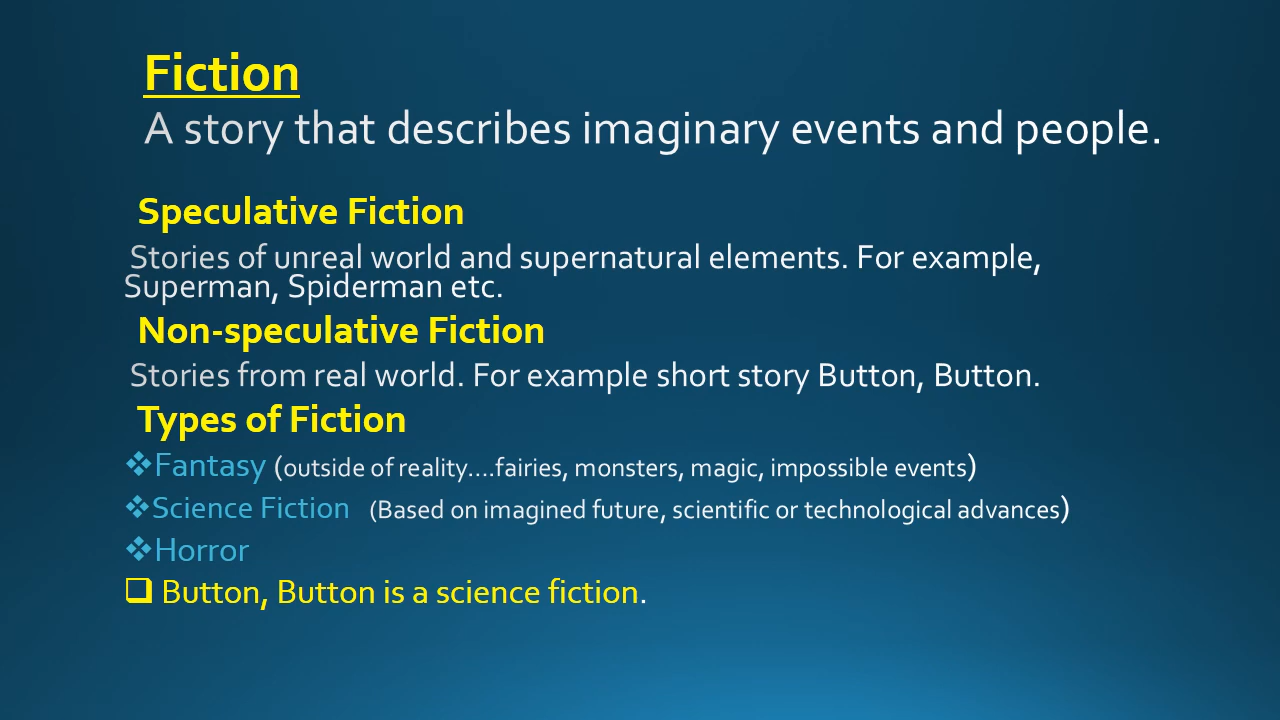 Fiction
A story that describes imaginary events and people.
Speculative Fiction
Stories of unreal world and supernatural elements. For example,
Superman, Spiderman etc.
Non-speculative Fiction
Stories from real world. For example short story Button, Button.
Types of Fiction
❖Fantasy (outside of reality....fairies, monsters, magic, impossible events)
❖Science Fiction (Based on imagined future, scientific or technological advances)
❖Horror
❑ Button, Button is a science fiction.